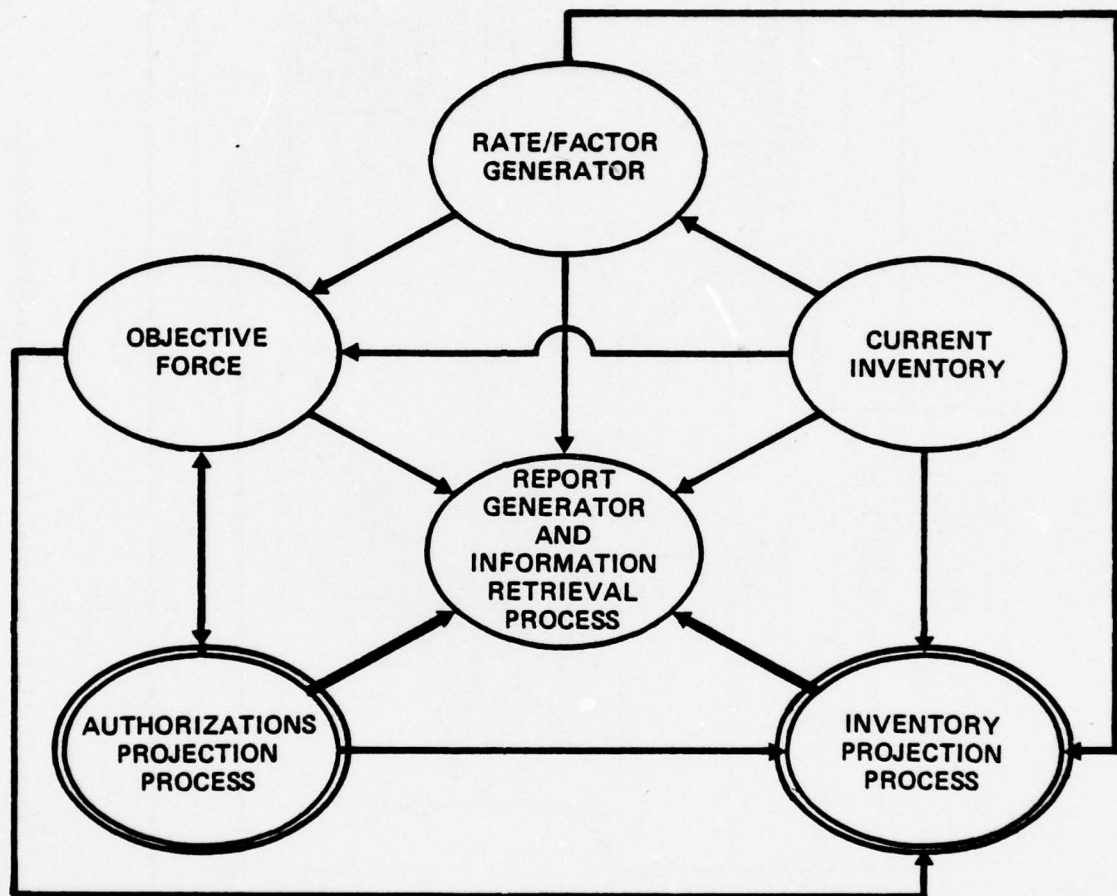 RATE/FACTOR
GENERATOR
OBJECTIVE
FORCE
CURRENT
INVENTORY
REPORT
GENERATOR
AND
INFORMATION
RETRIEVAL
PROCESS
AUTHORIZATIONS
PROJECTION
PROCESS
INVENTORY
PROJECTION
PROCESS